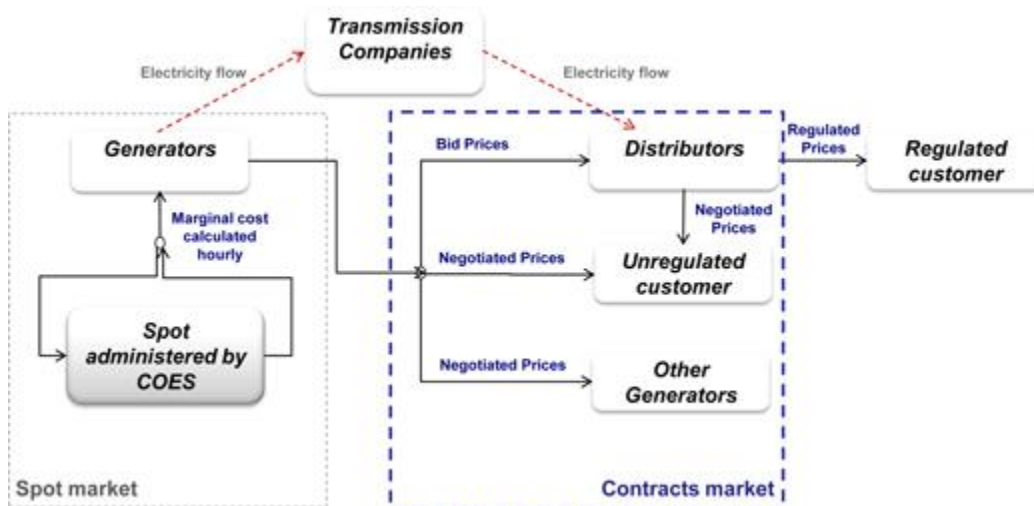 Transmission
Companies
Electricity flow
Electricity flow
Generators
Bid Prices
Distributors
Regulated
Prices
Regulated
customer
Marginal cost
calculated
hourly
Negotiated
Prices
Negotiated Prices
Unregulated
customer
Spot
administered by
COES
Negotiated Prices
Other
Generators
Spot market
Contracts market